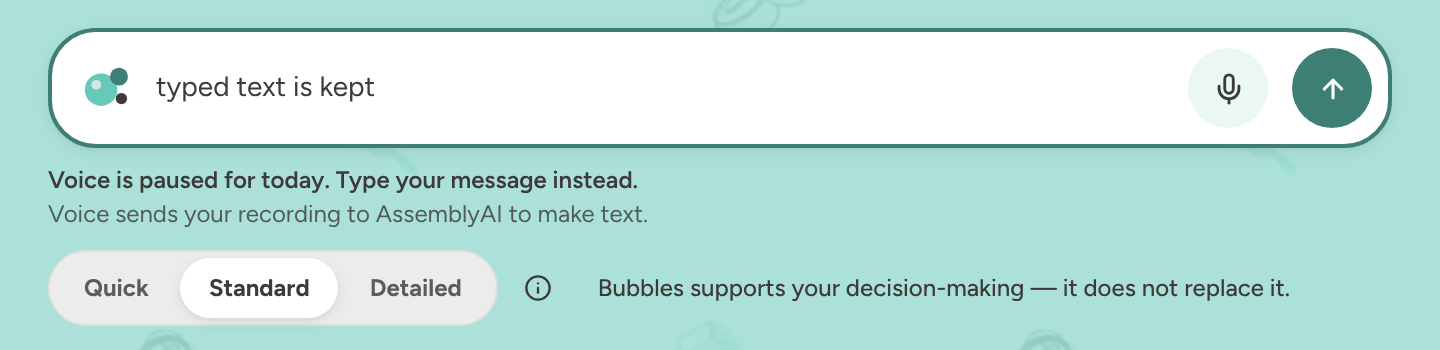 typed text is kept
Voice is paused for today. Type your message instead.
Voice sends your recording to AssemblyAI to make text.
Quick Standard Detailed Bubbles supports your decision-making — it does not replace it.